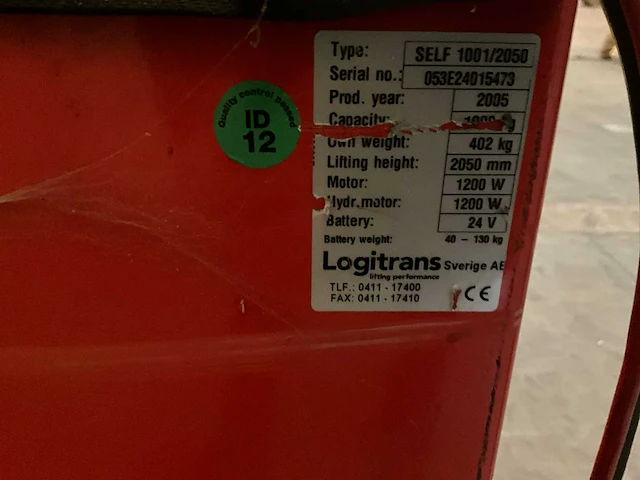 Quality control passed
ID
12
Type: SELF 1001/2050
Serial no.: 053E24015473
Prod. year: 2005
Capacity: 1000 kg
Own weight: 402 kg
Lifting height: 2050 mm
Motor: 1200 W
Hydr.motor: 1200 W
Battery: 24 V
Battery weight: 40 – 130 kg
Logitrans Sverige AB
lifting performance
TLF.: 0411 - 17400
FAX: 0411 - 17410
CE